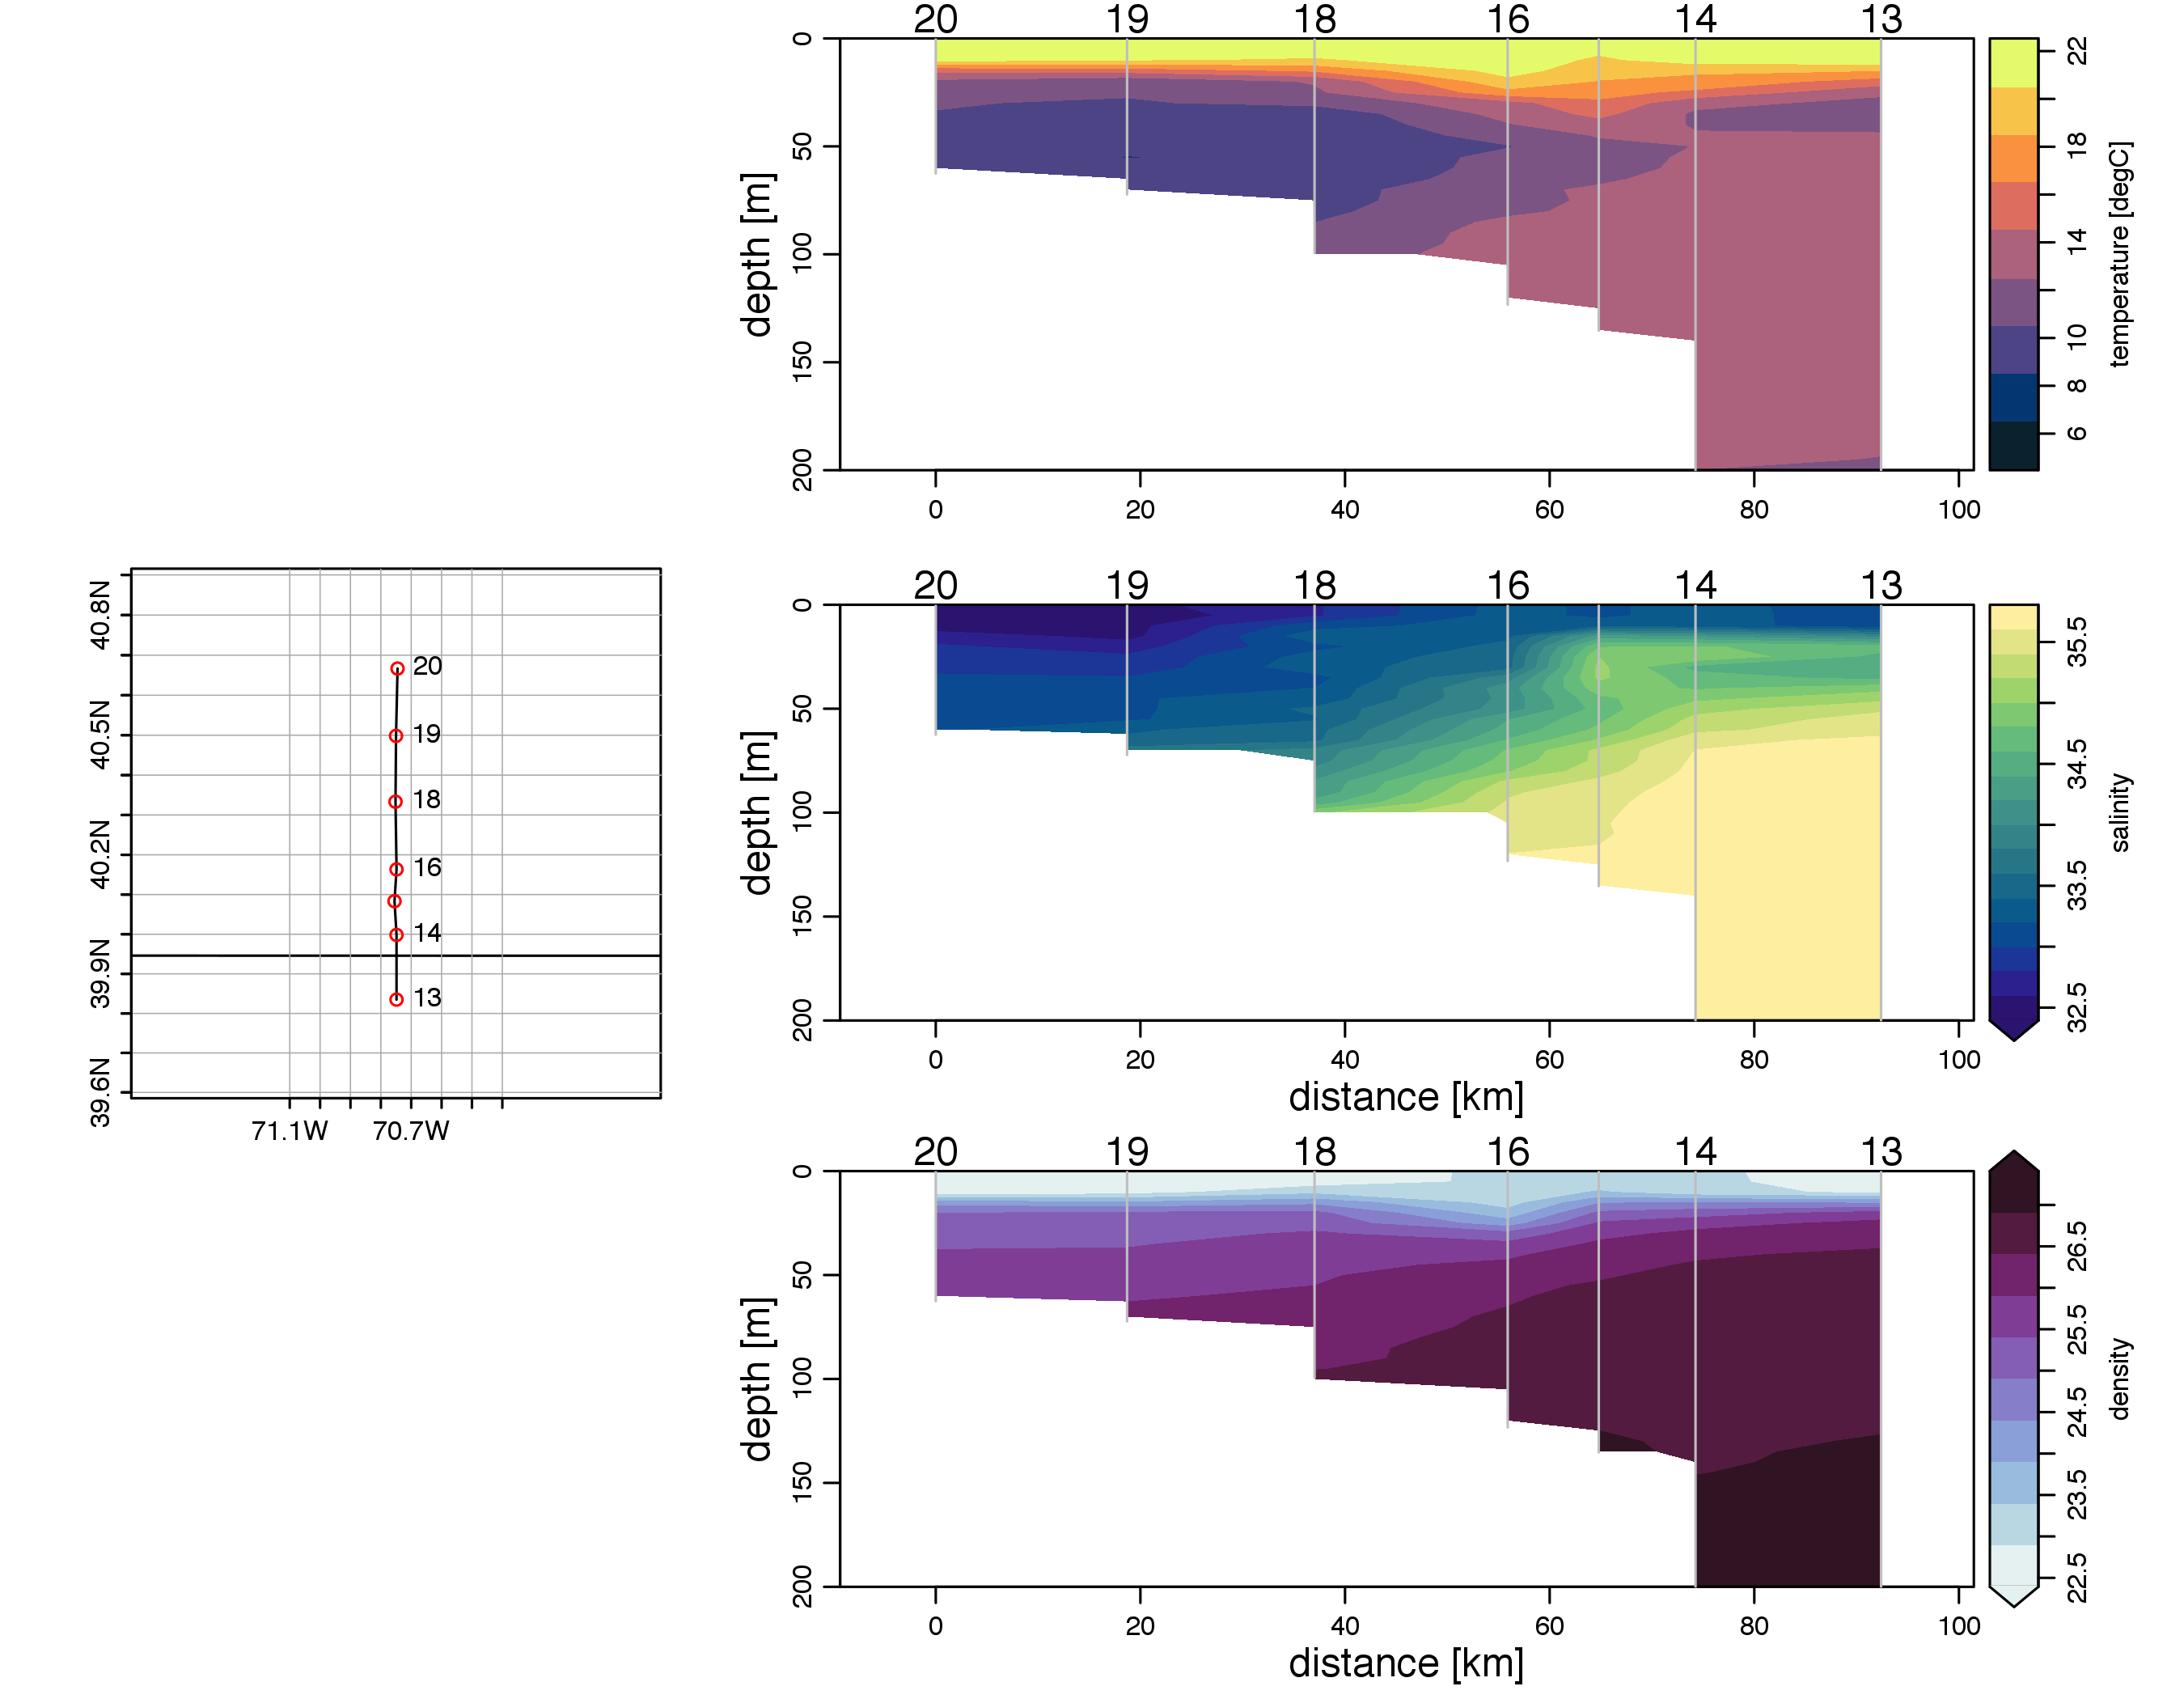 20 19 18 16 14 13
0 50 100 150 200
depth [m]
0 20 40 60 80 100
22 18 14 10 8 6
temperature [degC]
40.8N 40.5N 40.2N 39.9N 39.6N
20
19
18
16
14
13
71.1W 70.7W
20 19 18 16 14 13
0 50 100 150 200
depth [m]
0 20 40 60 80 100
distance [km]
35.5 34.5 33.5 32.5
salinity
20 19 18 16 14 13
0 50 100 150 200
depth [m]
0 20 40 60 80 100
distance [km]
26.5 25.5 24.5 23.5 22.5
density